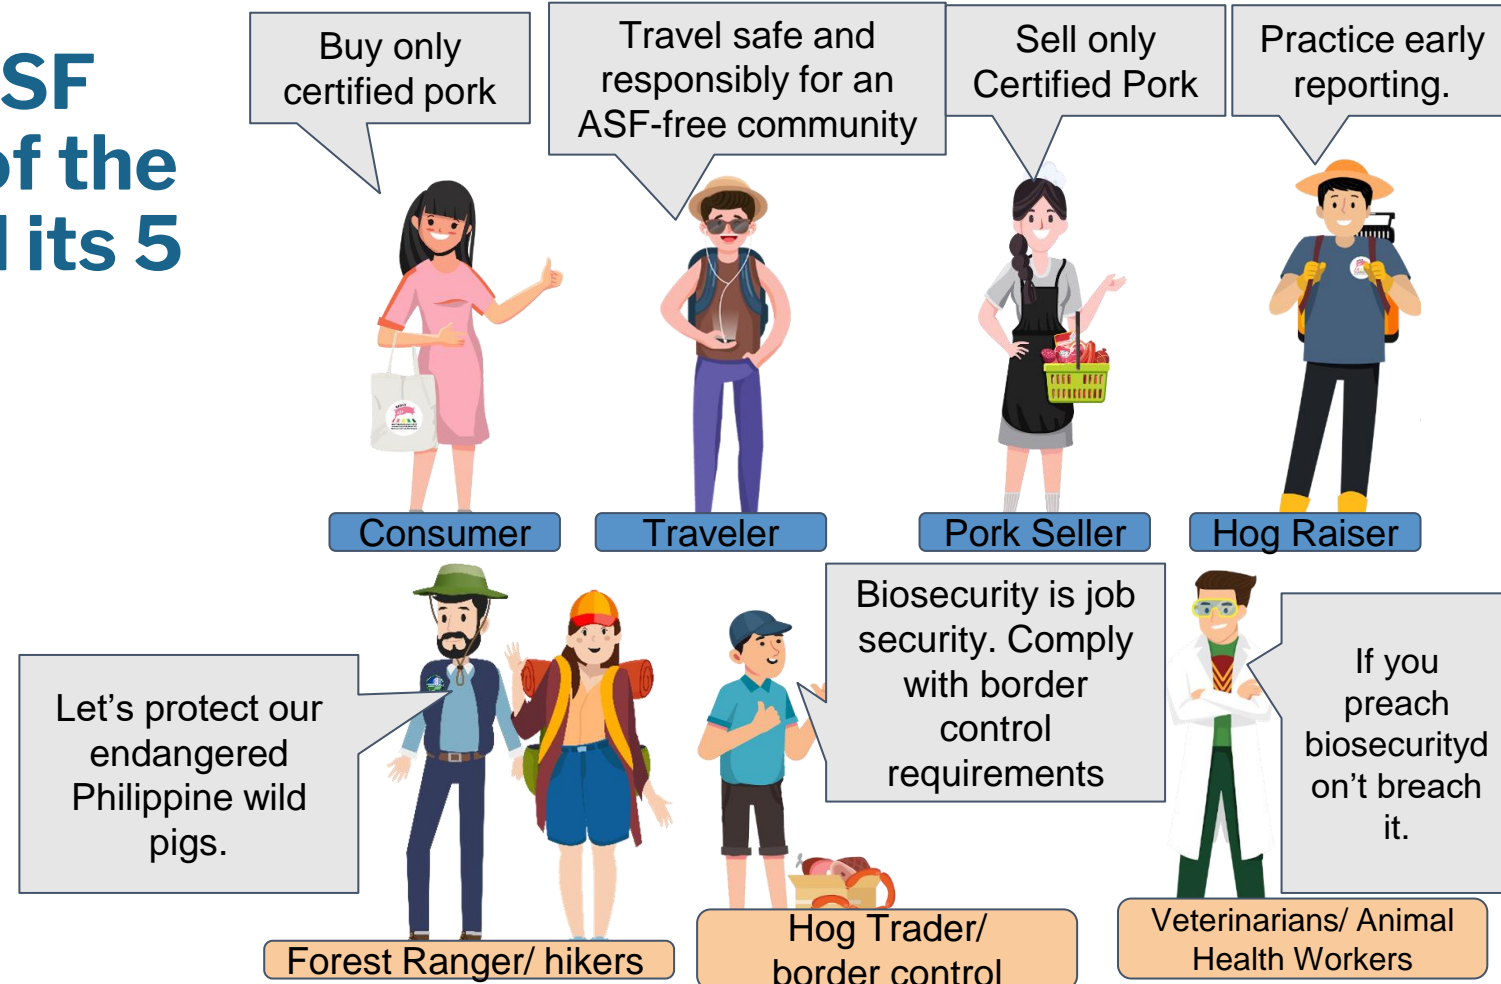 SF
of the
its 5
Buy only
certified pork
Travel safe and
responsibly for an
ASF-free community
Sell only
Certified Pork
Practice early
reporting.
Consumer
Traveler
Pork Seller
Hog Raiser
Let’s protect our
endangered
Philippine wild
pigs.
Biosecurity is job
security. Comply
with border
control
requirements
If you
preach
biosecurityd
on’t breach
it.
Forest Ranger/ hikers
Hog Trader/
border control
Veterinarians/ Animal
Health Workers